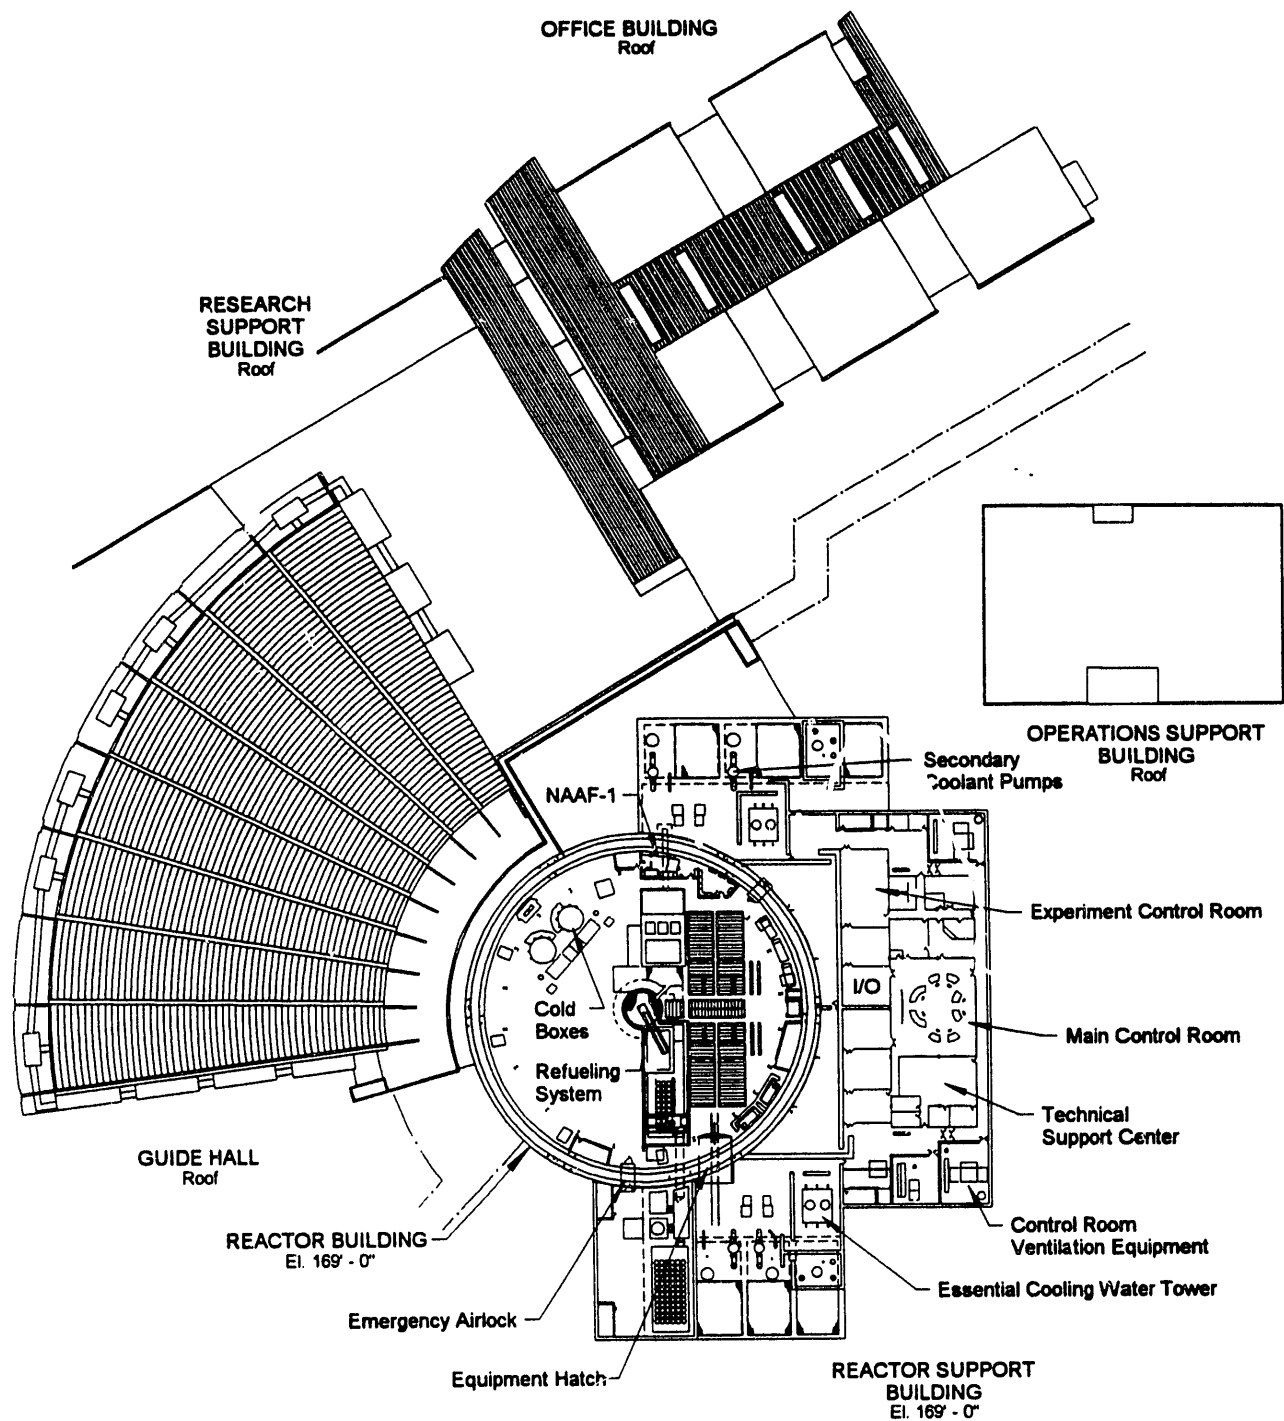 OFFICE BUILDING
Roof
RESEARCH
SUPPORT
BUILDING
Roof
OPERATIONS SUPPORT
BUILDING
Roof
Secondary
Coolant Pumps
NAAF-1
Experiment Control Room
I/O
Cold
Boxes
Main Control Room
Refueling
System
Technical
Support Center
GUIDE HALL
Roof
REACTOR BUILDING
El. 169' - 0"
Control Room
Ventilation Equipment
Essential Cooling Water Tower
Emergency Airlock
Equipment Hatch
REACTOR SUPPORT
BUILDING
El. 169' - 0"